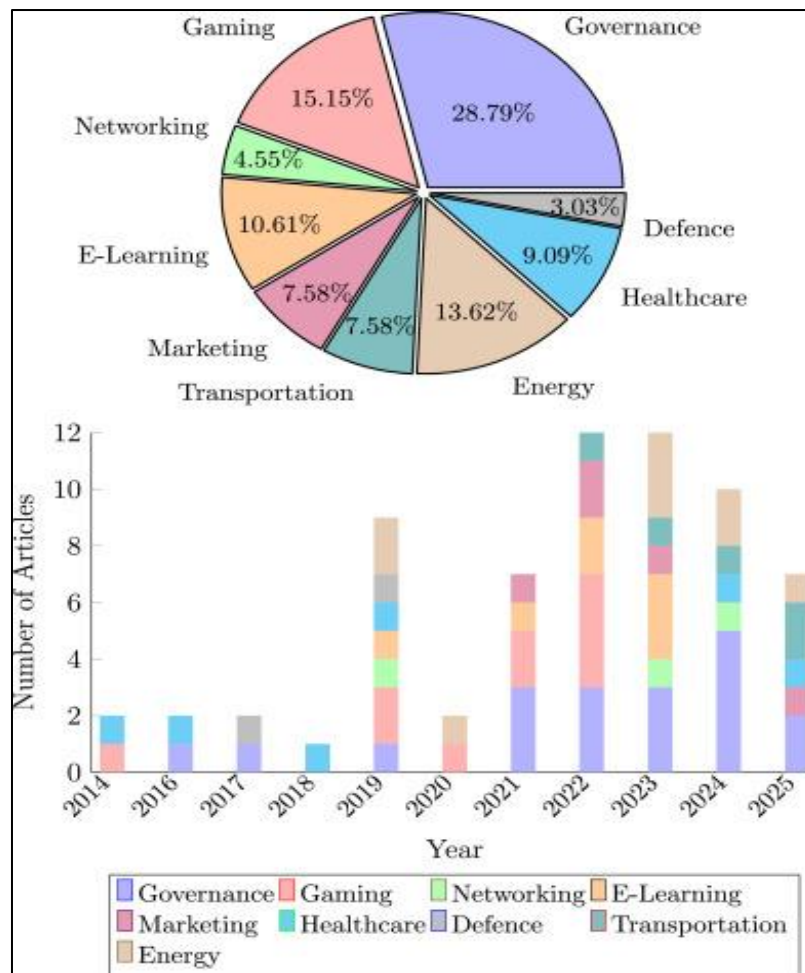 Gaming
Governance
15.15%
28.79%
Networking
4.55%
3.03%
10.61%
Defence
9.09%
E-Learning
7.58%
7.58%
13.62%
Healthcare
Marketing
Transportation
Energy
12
10
8
6
4
2
0
Number of Articles
2014 2016 2017 2018 2019 2020 2021 2022 2023 2024 2025
Year
Governance Gaming Networking E-Learning
Marketing Healthcare Defence Transportation
Energy